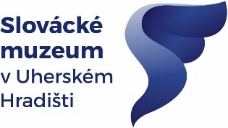 Slovácké
muzeum
v Uherském
Hradišti